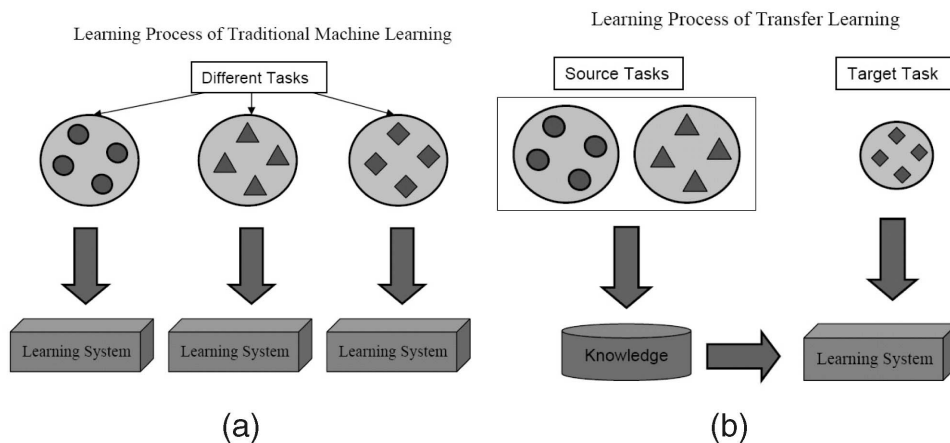 Learning Process of Traditional Machine Learning
Different Tasks
Learning System
Learning System
Learning System
(a)
Learning Process of Transfer Learning
Source Tasks
Target Task
Knowledge
Learning System
(b)